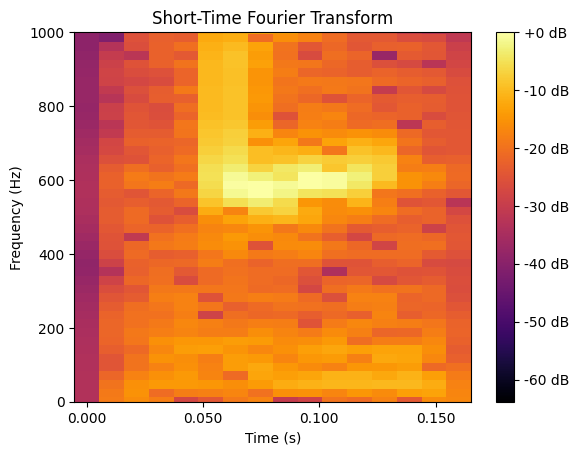 Short-Time Fourier Transform
1000
800
600
400
200
0
Frequency (Hz)
0.000
0.050
0.100
0.150
Time (s)
+0 dB
-10 dB
-20 dB
-30 dB
-40 dB
-50 dB
-60 dB